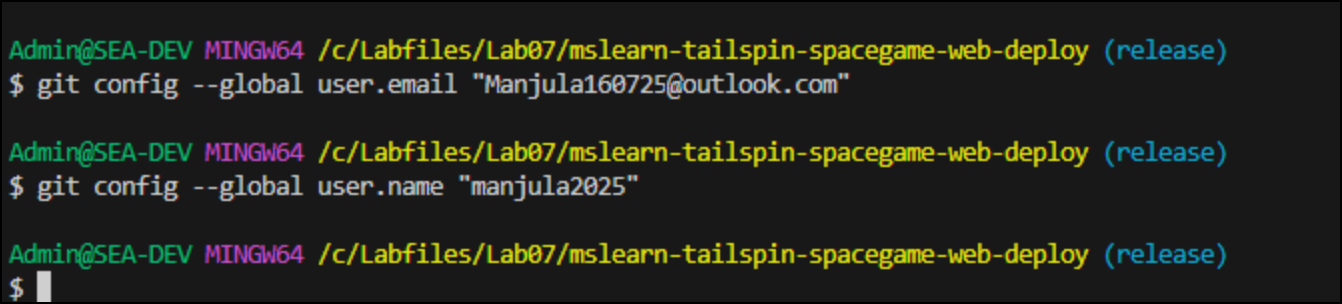 Admin@SEA-DEV MINGW64 /c/Labfiles/Lab07/mslearn-tailspin-spacegame-web-deploy (release)
$ git config --global user.email "Manjula160725@outlook.com"
Admin@SEA-DEV MINGW64 /c/Labfiles/Lab07/mslearn-tailspin-spacegame-web-deploy (release)
$ git config --global user.name "manjula2025"
Admin@SEA-DEV MINGW64 /c/Labfiles/Lab07/mslearn-tailspin-spacegame-web-deploy (release)
$